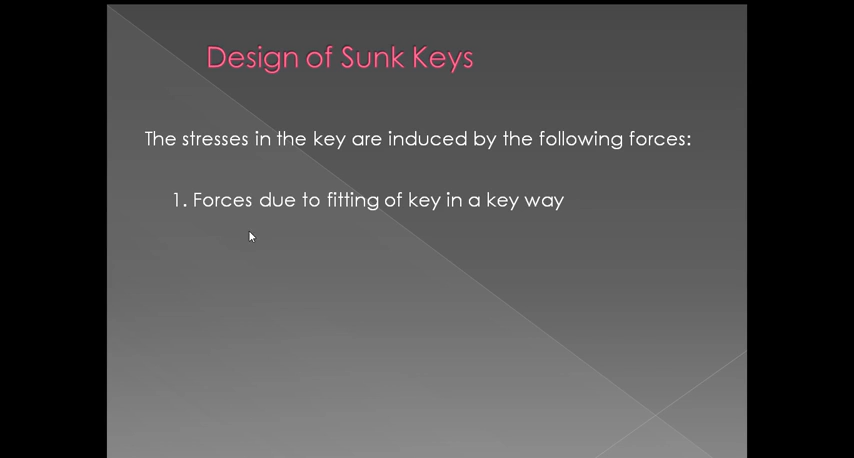 Design of Sunk Keys
The stresses in the key are induced by the following forces:
1. Forces due to fitting of key in a key way